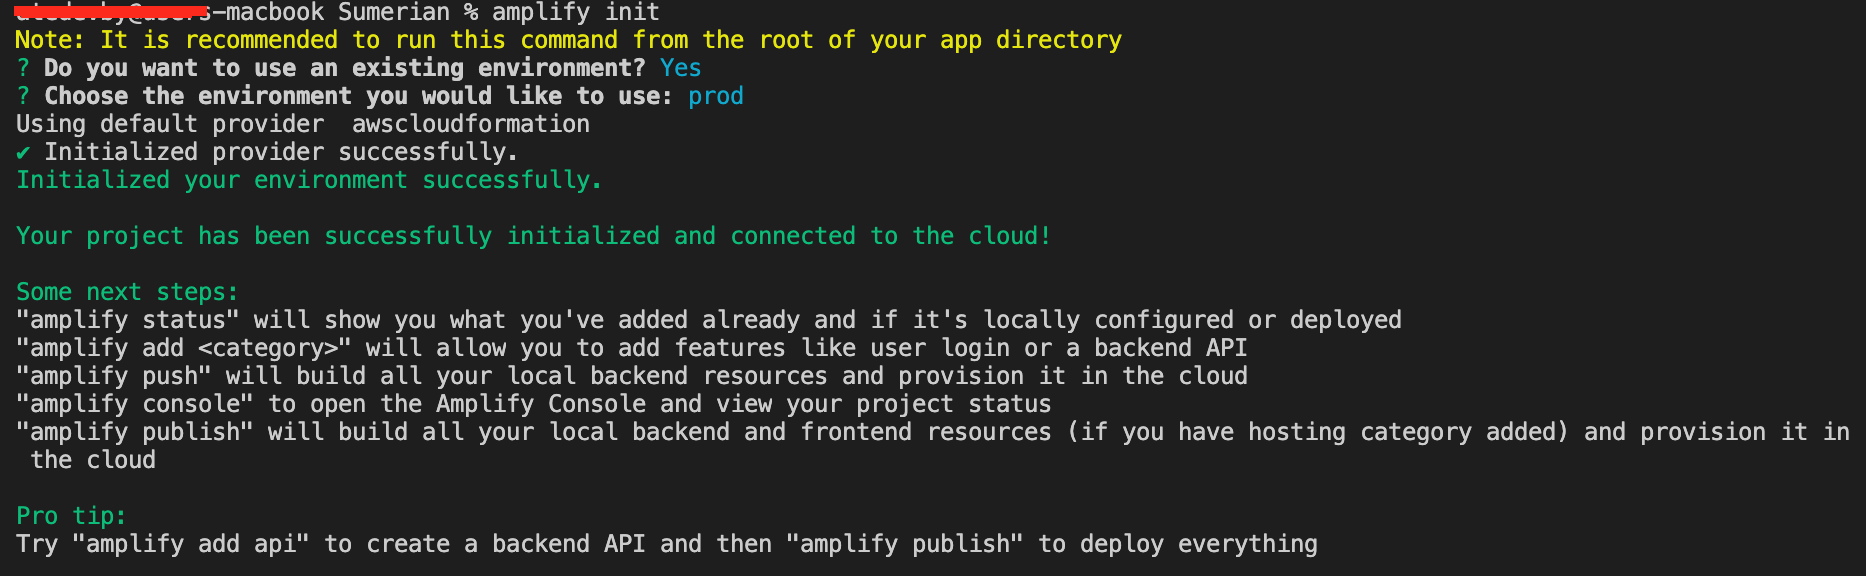 -macbook Sumerian % amplify init
Note: It is recommended to run this command from the root of your app directory
? Do you want to use an existing environment? Yes
? Choose the environment you would like to use: prod
Using default provider  awscloudformation
✔ Initialized provider successfully.
Initialized your environment successfully.
Your project has been successfully initialized and connected to the cloud!
Some next steps:
"amplify status" will show you what you've added already and if it's locally configured or deployed
"amplify add <category>" will allow you to add features like user login or a backend API
"amplify push" will build all your local backend resources and provision it in the cloud
"amplify console" to open the Amplify Console and view your project status
"amplify publish" will build all your local backend and frontend resources (if you have hosting category added) and provision it in
the cloud
Pro tip:
Try "amplify add api" to create a backend API and then "amplify publish" to deploy everything